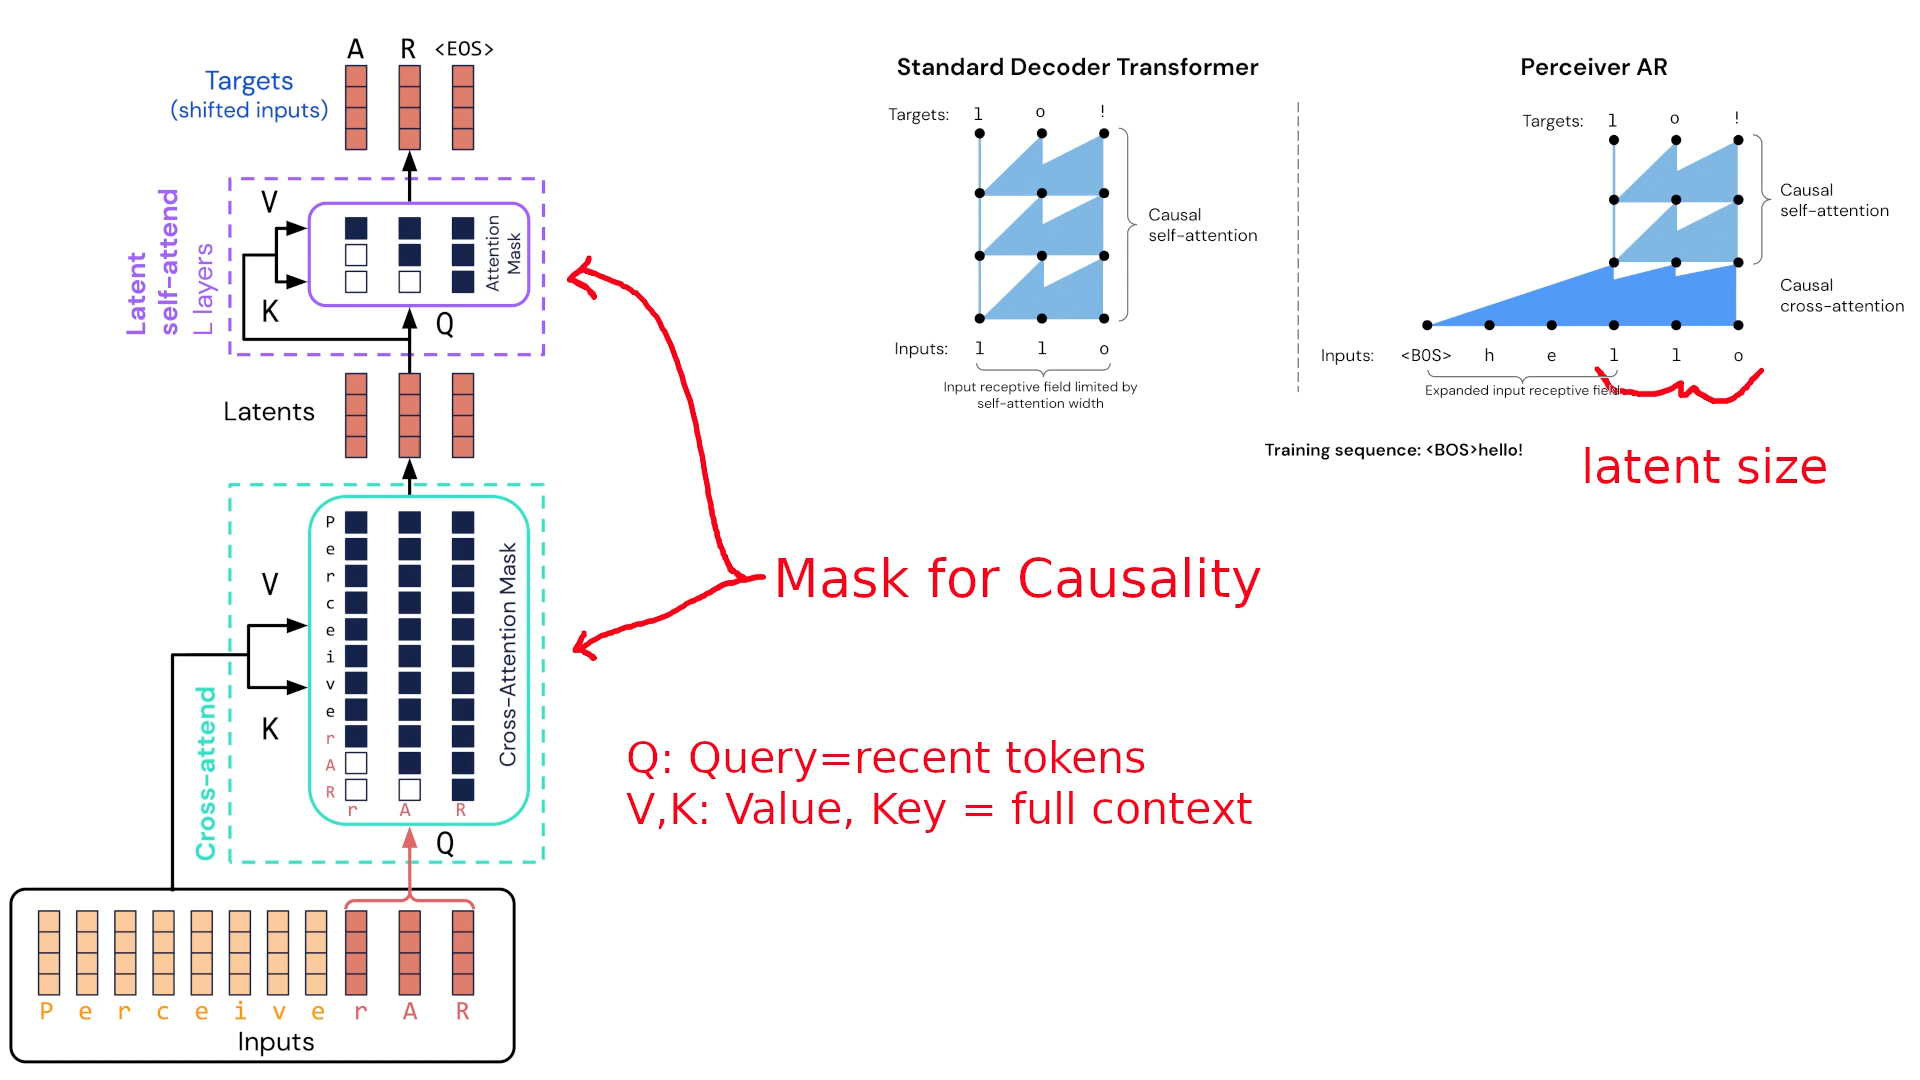 A R <EOS>
Targets
(shifted inputs)
Latent
self-attend
L layers
V
K
Attention
Mask
Q
Latents
Cross-attend
V
K
P
e
r
c
e
i
v
e
r
A
R
r A R
Cross-Attention Mask
Q
P e r c e i v e r A R
Inputs
Mask for Causality
Q: Query=recent tokens
V,K: Value, Key = full context
Standard Decoder Transformer
Targets: l o !
Causal
self-attention
Inputs: l l o
Input receptive field limited by
self-attention width
Perceiver AR
Targets: l o !
Causal
self-attention
Causal
cross-attention
Inputs: <BOS> h e l l o
Expanded input receptive field
Training sequence: <BOS>hello!
latent size